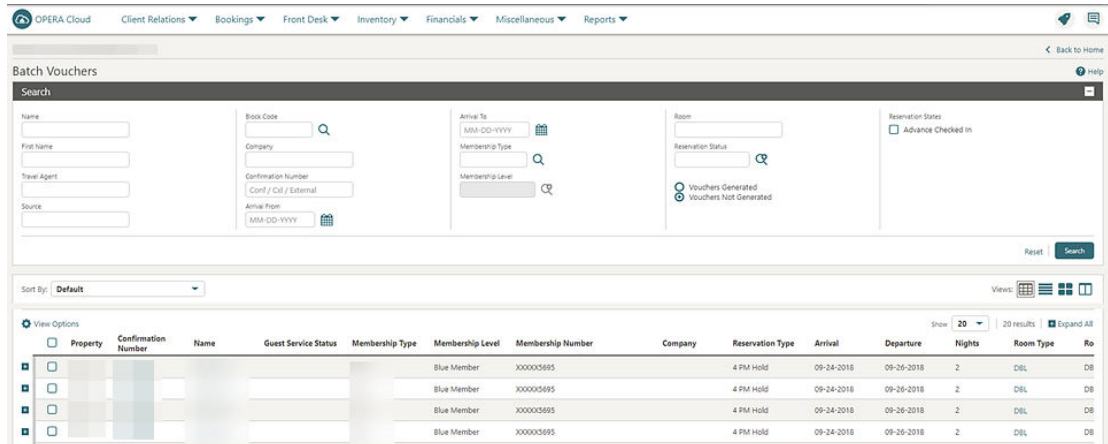 OPERA Cloud Client Relations Bookings Front Desk Inventory Financials Miscellaneous Reports
Back to Home
Batch Vouchers Help
Search
Name Block Code Arrival To Room Reservation States
MM-DD-YYYY Advance Checked In
First Name Company Membership Type Reservation Status
Travel Agent Confirmation Number Membership Level
Conf / Cxl / External Vouchers Generated
Source Arrival From Vouchers Not Generated
MM-DD-YYYY
Reset Search
Sort By: Default Views:
View Options Show 20 20 results Expand All
Property Confirmation Number Name Guest Service Status Membership Type Membership Level Membership Number Company Reservation Type Arrival Departure Nights Room Type Ro
Blue Member XXXXX5695 4 PM Hold 09-24-2018 09-26-2018 2 DBL DB
Blue Member XXXXX5695 4 PM Hold 09-24-2018 09-26-2018 2 DBL DB
Blue Member XXXXX5695 4 PM Hold 09-24-2018 09-26-2018 2 DBL DB
Blue Member XXXXX5695 4 PM Hold 09-24-2018 09-26-2018 2 DBL DB